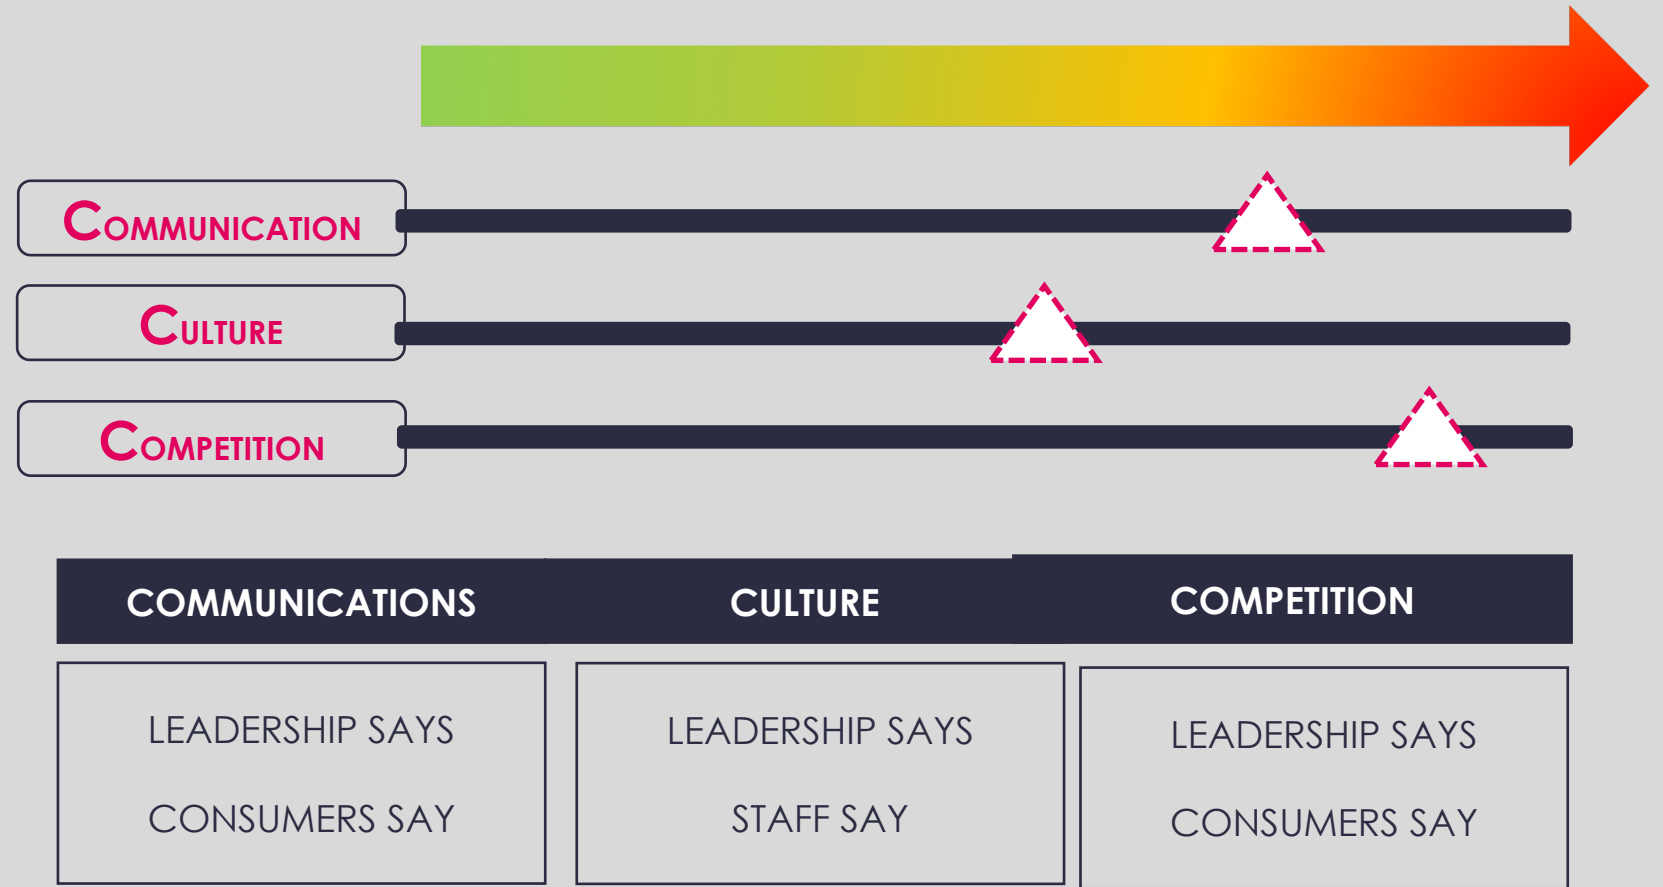 COMMUNICATION
CULTURE
COMPETITION
COMMUNICATIONS CULTURE COMPETITION
LEADERSHIP SAYS LEADERSHIP SAYS LEADERSHIP SAYS
CONSUMERS SAY STAFF SAY CONSUMERS SAY